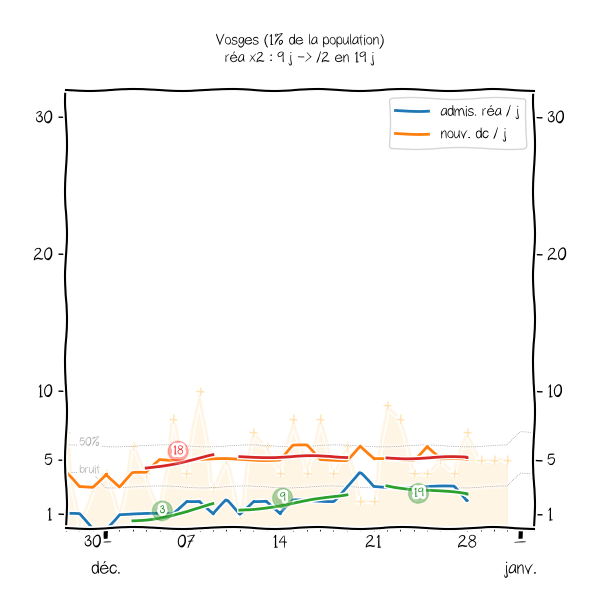 Vosges (1% de la population)
réa x2 : 9 j -> /2 en 19 j
admis. réa / j
nouv. dc / j
30
30
20
20
10
10
5
5
1
1
50%
bruit
18
3
9
19
30
07
14
21
28
déc.
janv.